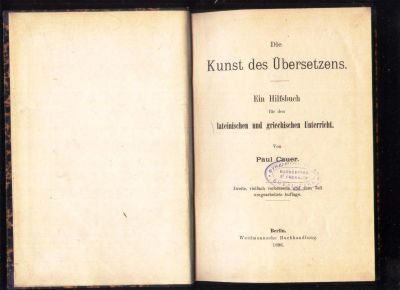 Die
Kunst des Übersetzens.
Ein Hilfsbuch
für den
lateinischen und griechischen Unterricht.
Von
Paul Cauer.
Zweite, vielfach verbesserte und zum Teil
umgearbeitete Auflage.
Berlin.
Weidmannsche Buchhandlung.
1896.